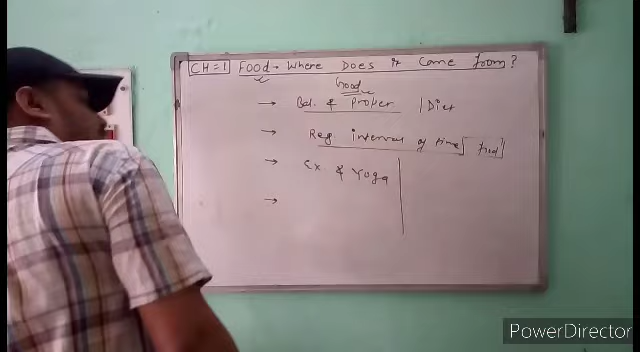 CH=1 Food - Where Does it Come from?
Good
→ Bal. & Proper | Diet
→ Reg interval of time food
→ Ex. & Yoga
→
PowerDirector